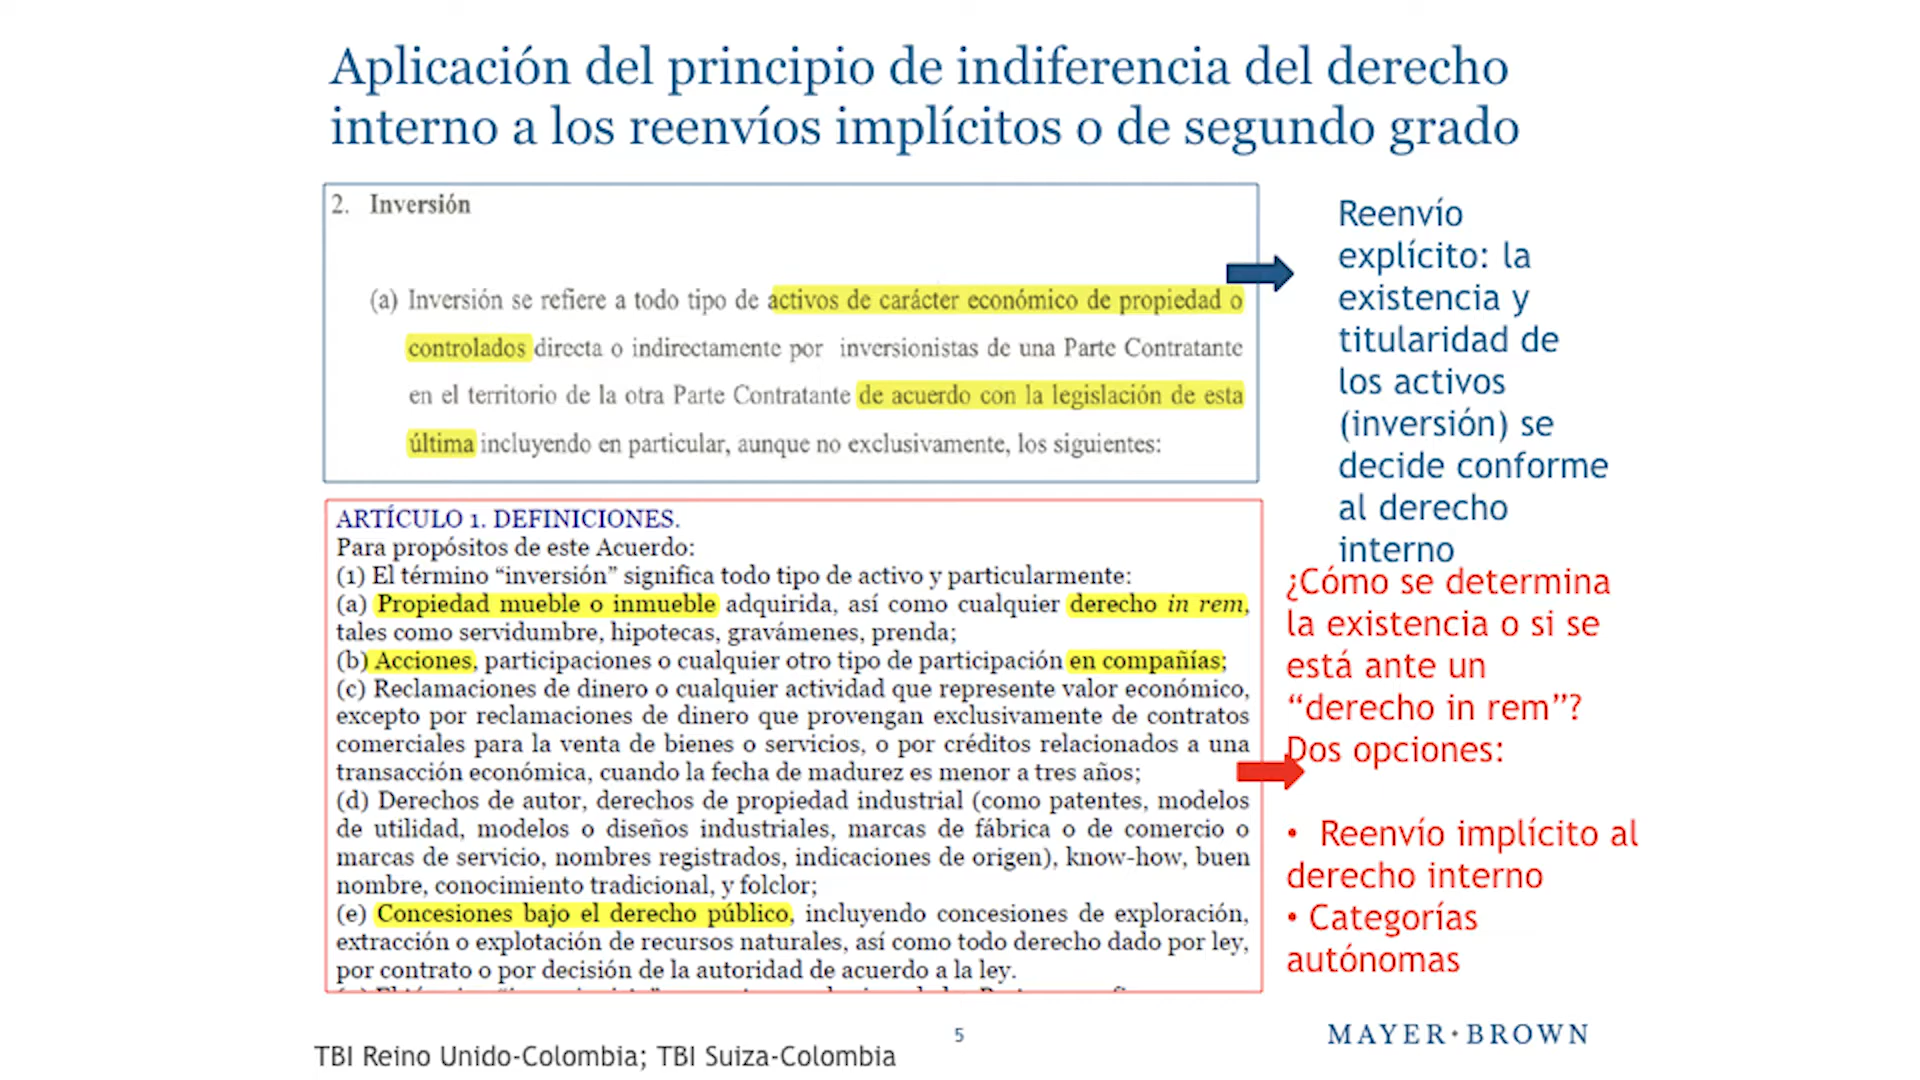 Aplicación del principio de indiferencia del derecho
interno a los reenvíos implícitos o de segundo grado
2. Inversión
(a) Inversión se refiere a todo tipo de activos de carácter económico de propiedad o
controlados directa o indirectamente por inversionistas de una Parte Contratante
en el territorio de la otra Parte Contratante de acuerdo con la legislación de esta
última incluyendo en particular, aunque no exclusivamente, los siguientes:
Reenvío
explícito: la
existencia y
titularidad de
los activos
(inversión) se
decide conforme
al derecho
interno
ARTÍCULO 1. DEFINICIONES.
Para propósitos de este Acuerdo:
(1) El término “inversión” significa todo tipo de activo y particularmente:
(a) Propiedad mueble o inmueble adquirida, así como cualquier derecho in rem,
tales como servidumbre, hipotecas, gravámenes, prenda;
(b) Acciones, participaciones o cualquier otro tipo de participación en compañías;
(c) Reclamaciones de dinero o cualquier actividad que represente valor económico,
excepto por reclamaciones de dinero que provengan exclusivamente de contratos
comerciales para la venta de bienes o servicios, o por créditos relacionados a una
transacción económica, cuando la fecha de madurez es menor a tres años;
(d) Derechos de autor, derechos de propiedad industrial (como patentes, modelos
de utilidad, modelos o diseños industriales, marcas de fábrica o de comercio o
marcas de servicio, nombres registrados, indicaciones de origen), know-how, buen
nombre, conocimiento tradicional, y folclor;
(e) Concesiones bajo el derecho público, incluyendo concesiones de exploración,
extracción o explotación de recursos naturales, así como todo derecho dado por ley,
por contrato o por decisión de la autoridad de acuerdo a la ley.
¿Cómo se determina
la existencia o si se
está ante un
“derecho in rem”?
Dos opciones:
• Reenvío implícito al
derecho interno
• Categorías
autónomas
TBI Reino Unido-Colombia; TBI Suiza-Colombia
5
MAYER•BROWN